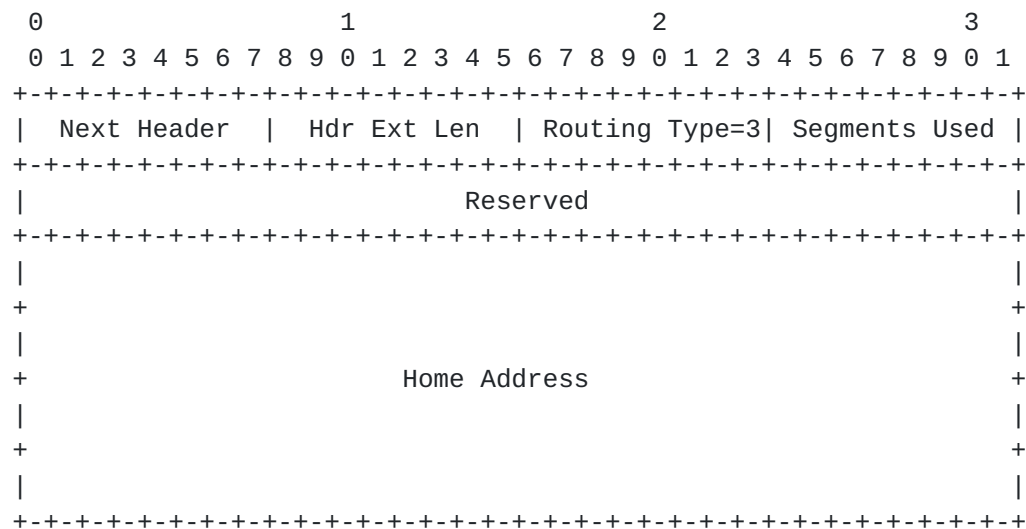 0                   1                   2                   3
 0 1 2 3 4 5 6 7 8 9 0 1 2 3 4 5 6 7 8 9 0 1 2 3 4 5 6 7 8 9 0 1
+-+-+-+-+-+-+-+-+-+-+-+-+-+-+-+-+-+-+-+-+-+-+-+-+-+-+-+-+-+-+-+-+
|  Next Header  |  Hdr Ext Len  | Routing Type=3| Segments Used |
+-+-+-+-+-+-+-+-+-+-+-+-+-+-+-+-+-+-+-+-+-+-+-+-+-+-+-+-+-+-+-+-+
|                            Reserved                           |
+-+-+-+-+-+-+-+-+-+-+-+-+-+-+-+-+-+-+-+-+-+-+-+-+-+-+-+-+-+-+-+-+
|                                                               |
+                                                               +
|                                                               |
+                        Home Address                           +
|                                                               |
+                                                               +
|                                                               |
+-+-+-+-+-+-+-+-+-+-+-+-+-+-+-+-+-+-+-+-+-+-+-+-+-+-+-+-+-+-+-+-+